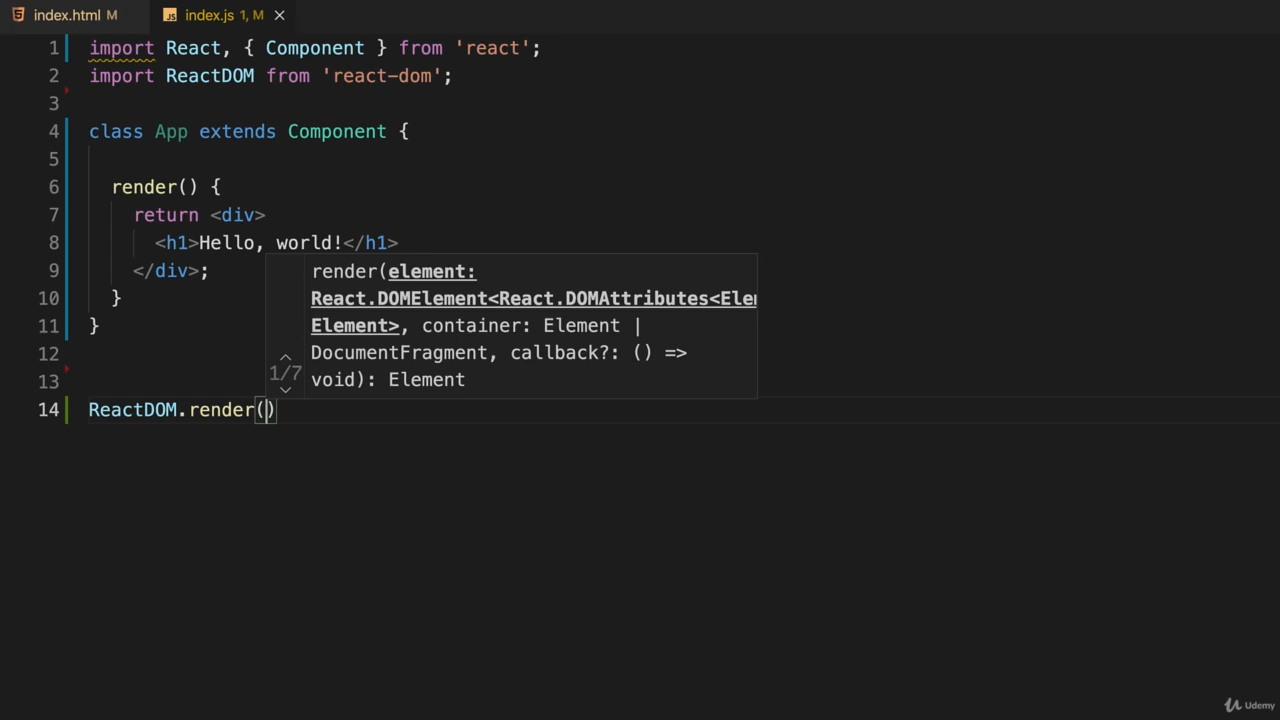 index.html M
JS index.js 1, M
1 import React, { Component } from 'react';
2 import ReactDOM from 'react-dom';
3
4 class App extends Component {
5
6 render() {
7 return <div>
8 <h1>Hello, world!</h1>
9 </div>;
10 }
11 }
12
13
14 ReactDOM.render()
render(element:
React.DOMElement<React.DOMAttributes<Elem
Element>, container: Element |
DocumentFragment, callback?: () =>
1/7 void): Element
Udemy